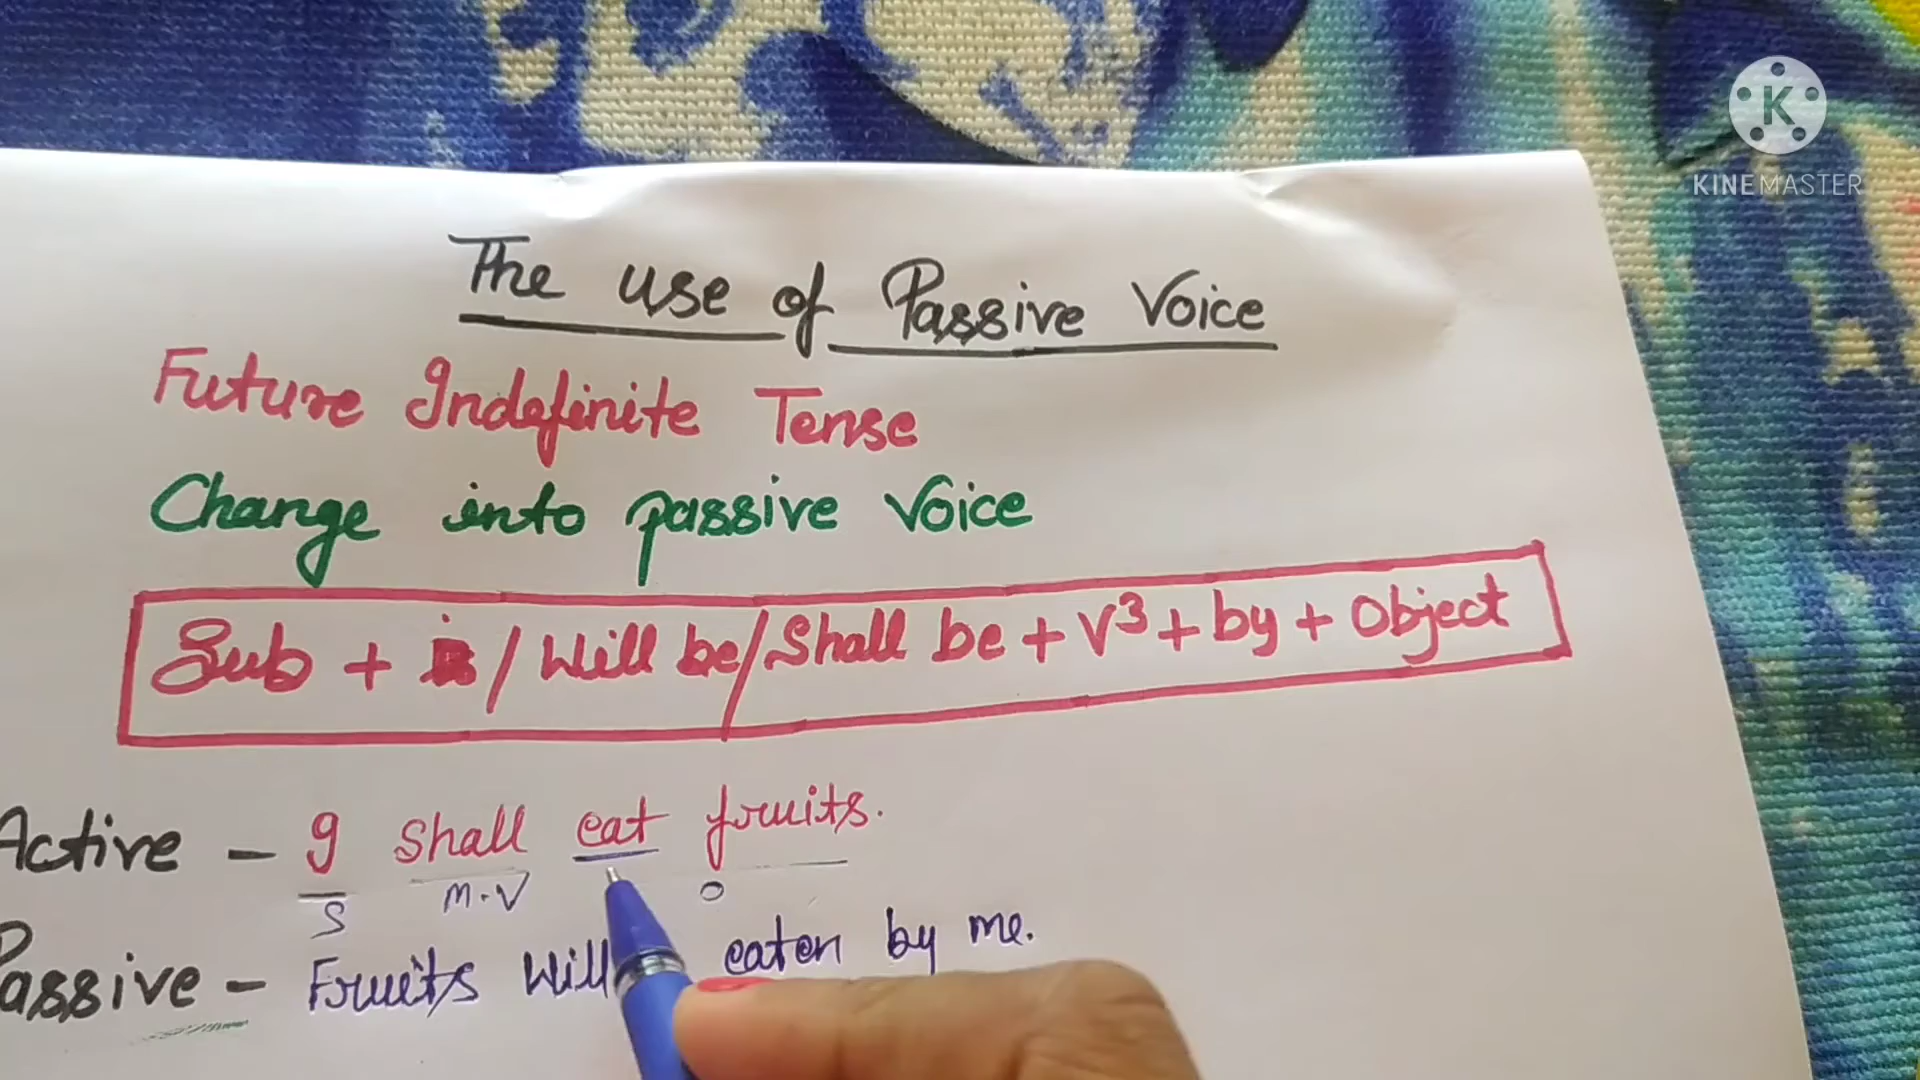 KINEMASTER
The use of Passive Voice
Future Indefinite Tense
Change into passive Voice
Sub + / Will be / Shall be + V3 + by + Object
Active - I shall eat fruits.
S M.V O
Passive - Fruits Will eaten by me.